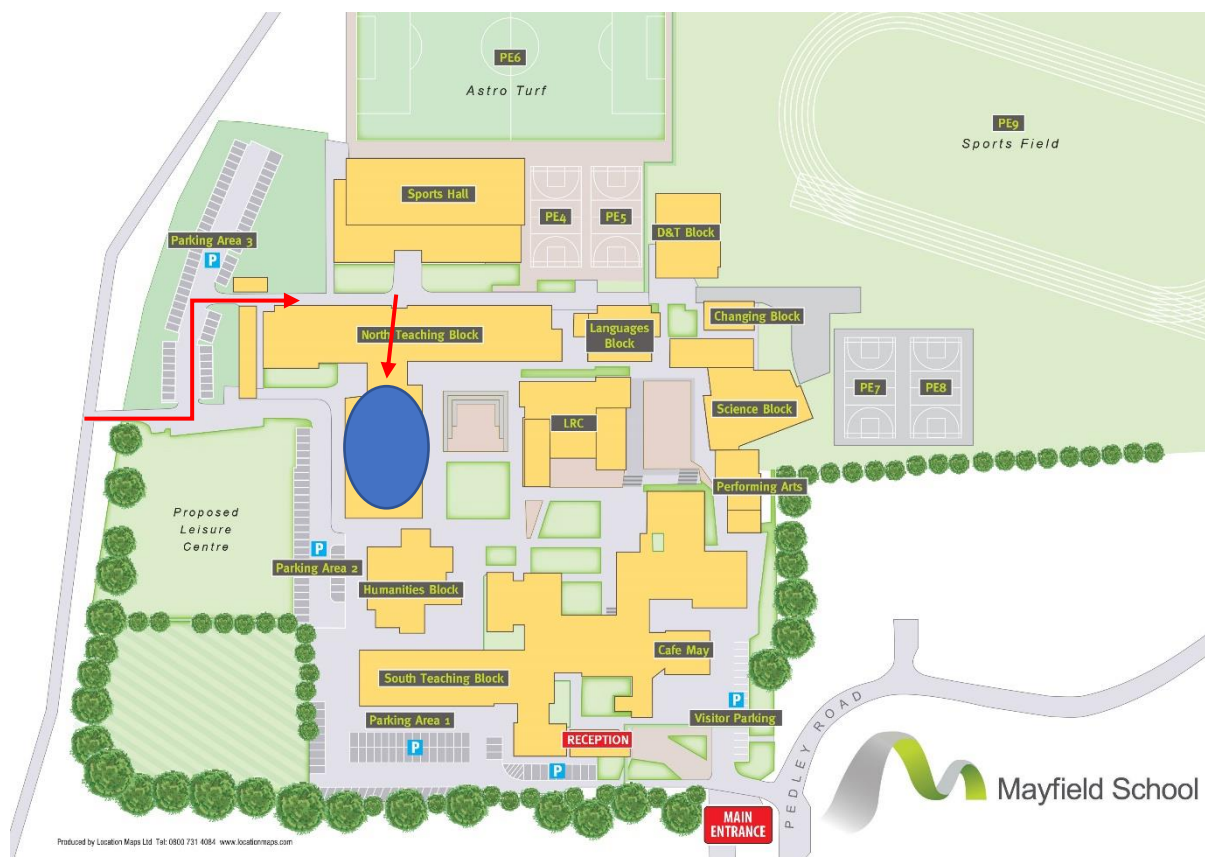 PE6
Astro Turf
PE9
Sports Field
Sports Hall
PE4
PE5
D&T Block
Parking Area 3
P
Changing Block
North Teaching Block
Languages
Block
PE7
PE8
Science Block
LRC
Performing Arts
Proposed
Leisure
Centre
P
Parking Area 2
Humanities Block
Cafe May
South Teaching Block
P
Visitor Parking
Parking Area 1
P
RECEPTION
P
PEDLEY ROAD
Mayfield School
MAIN
ENTRANCE
Produced by Location Maps Ltd Tel: 0800 731 4084 www.locationmaps.com